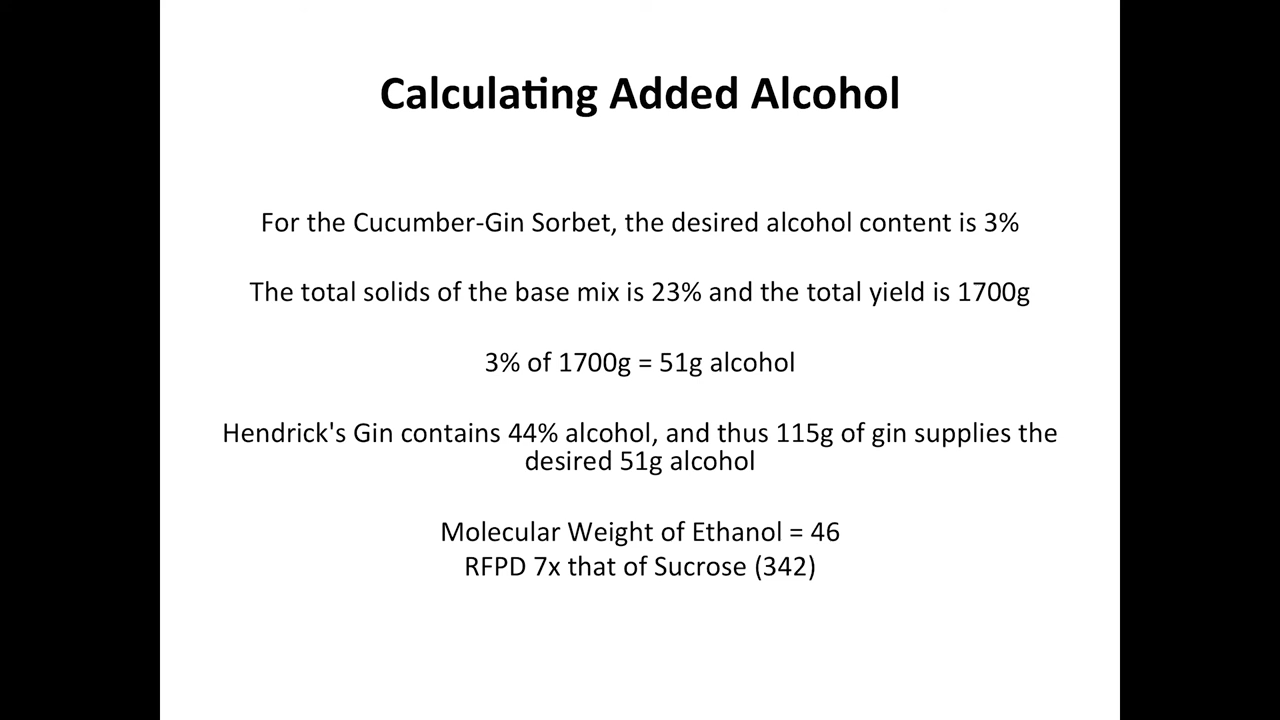 Calculating Added Alcohol
For the Cucumber-Gin Sorbet, the desired alcohol content is 3%
The total solids of the base mix is 23% and the total yield is 1700g
3% of 1700g = 51g alcohol
Hendrick's Gin contains 44% alcohol, and thus 115g of gin supplies the
desired 51g alcohol
Molecular Weight of Ethanol = 46
RFPD 7x that of Sucrose (342)